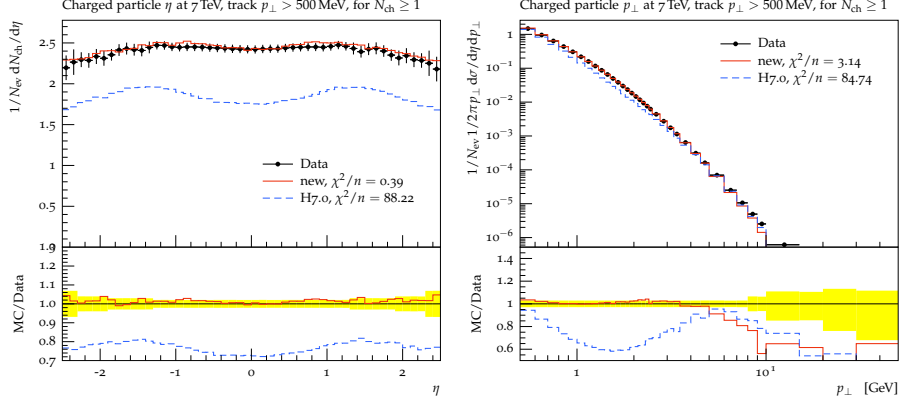 Charged particle η at 7 TeV, track p⊥ > 500 MeV, for Nch ≥ 1
1/Nev dNch/dη
2.5
2.0
1.5
1.0
0.5
Data
new, χ²/n = 0.39
H7.0, χ²/n = 88.22
MC/Data
1.3
1.1
1.0
0.9
0.8
0.7
-2
-1
0
1
2
η
Charged particle p⊥ at 7 TeV, track p⊥ > 500 MeV, for Nch ≥ 1
1/Nev 1/2πp⊥ dσ/dηdp⊥
1
10⁻¹
10⁻²
10⁻³
10⁻⁴
10⁻⁵
10⁻⁶
Data
new, χ²/n = 3.14
H7.0, χ²/n = 84.74
MC/Data
1.4
1.2
1
0.8
0.6
1
10¹
p⊥ [GeV]